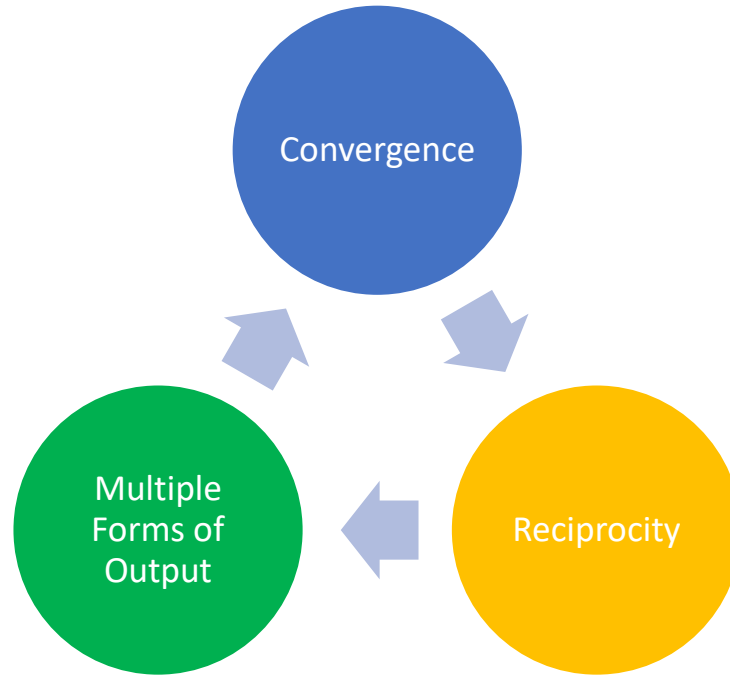 Convergence
Multiple
Forms of
Output
Reciprocity